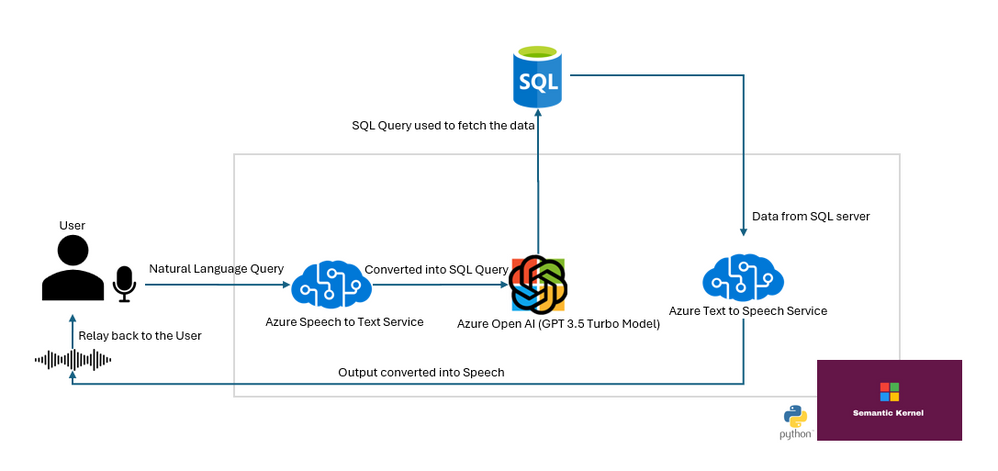 SQL
SQL Query used to fetch the data
Data from SQL server
User
Natural Language Query
Converted into SQL Query
Azure Speech to Text Service
Azure Open AI (GPT 3.5 Turbo Model)
Azure Text to Speech Service
Relay back to the User
Output converted into Speech
python
Semantic Kernel